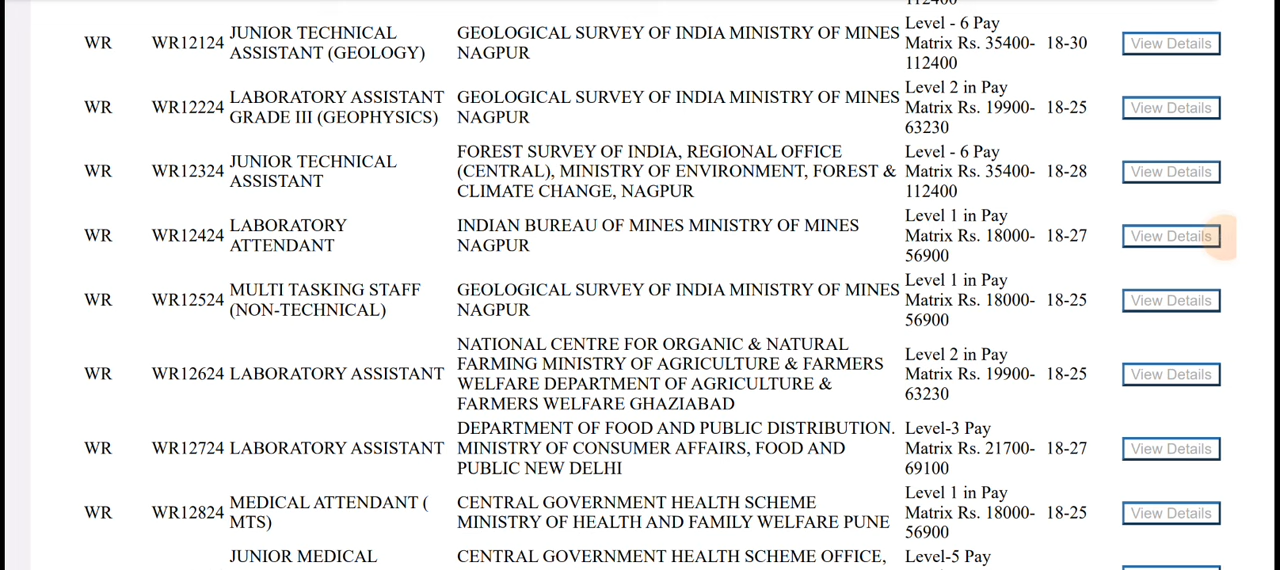 112400
WR WR12124 JUNIOR TECHNICAL ASSISTANT (GEOLOGY) GEOLOGICAL SURVEY OF INDIA MINISTRY OF MINES NAGPUR Level - 6 Pay Matrix Rs. 35400-112400 18-30 View Details
WR WR12224 LABORATORY ASSISTANT GRADE III (GEOPHYSICS) GEOLOGICAL SURVEY OF INDIA MINISTRY OF MINES NAGPUR Level 2 in Pay Matrix Rs. 19900-63230 18-25 View Details
WR WR12324 JUNIOR TECHNICAL ASSISTANT FOREST SURVEY OF INDIA, REGIONAL OFFICE (CENTRAL), MINISTRY OF ENVIRONMENT, FOREST & CLIMATE CHANGE, NAGPUR Level - 6 Pay Matrix Rs. 35400-112400 18-28 View Details
WR WR12424 LABORATORY ATTENDANT INDIAN BUREAU OF MINES MINISTRY OF MINES NAGPUR Level 1 in Pay Matrix Rs. 18000-56900 18-27 View Details
WR WR12524 MULTI TASKING STAFF (NON-TECHNICAL) GEOLOGICAL SURVEY OF INDIA MINISTRY OF MINES NAGPUR Level 1 in Pay Matrix Rs. 18000-56900 18-25 View Details
WR WR12624 LABORATORY ASSISTANT NATIONAL CENTRE FOR ORGANIC & NATURAL FARMING MINISTRY OF AGRICULTURE & FARMERS WELFARE DEPARTMENT OF AGRICULTURE & FARMERS WELFARE GHAZIABAD Level 2 in Pay Matrix Rs. 19900-63230 18-25 View Details
WR WR12724 LABORATORY ASSISTANT DEPARTMENT OF FOOD AND PUBLIC DISTRIBUTION. MINISTRY OF CONSUMER AFFAIRS, FOOD AND PUBLIC NEW DELHI Level-3 Pay Matrix Rs. 21700-69100 18-27 View Details
WR WR12824 MEDICAL ATTENDANT ( MTS) CENTRAL GOVERNMENT HEALTH SCHEME MINISTRY OF HEALTH AND FAMILY WELFARE PUNE Level 1 in Pay Matrix Rs. 18000-56900 18-25 View Details
JUNIOR MEDICAL CENTRAL GOVERNMENT HEALTH SCHEME OFFICE, Level-5 Pay